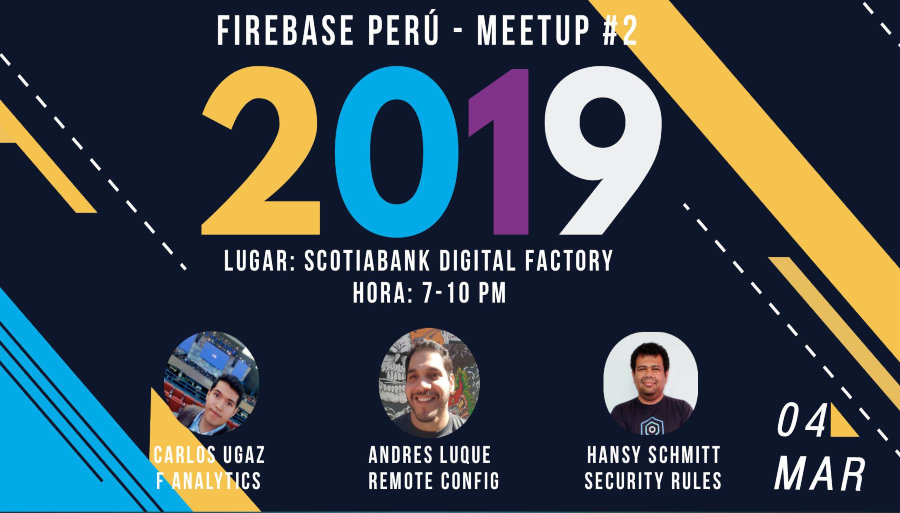 FIREBASE PERÚ - MEETUP #2
2019
LUGAR: SCOTIABANK DIGITAL FACTORY
HORA: 7-10 PM
CARLOS UGAZ
F ANALYTICS
ANDRES LUQUE
REMOTE CONFIG
HANSY SCHMITT
SECURITY RULES
04
MAR